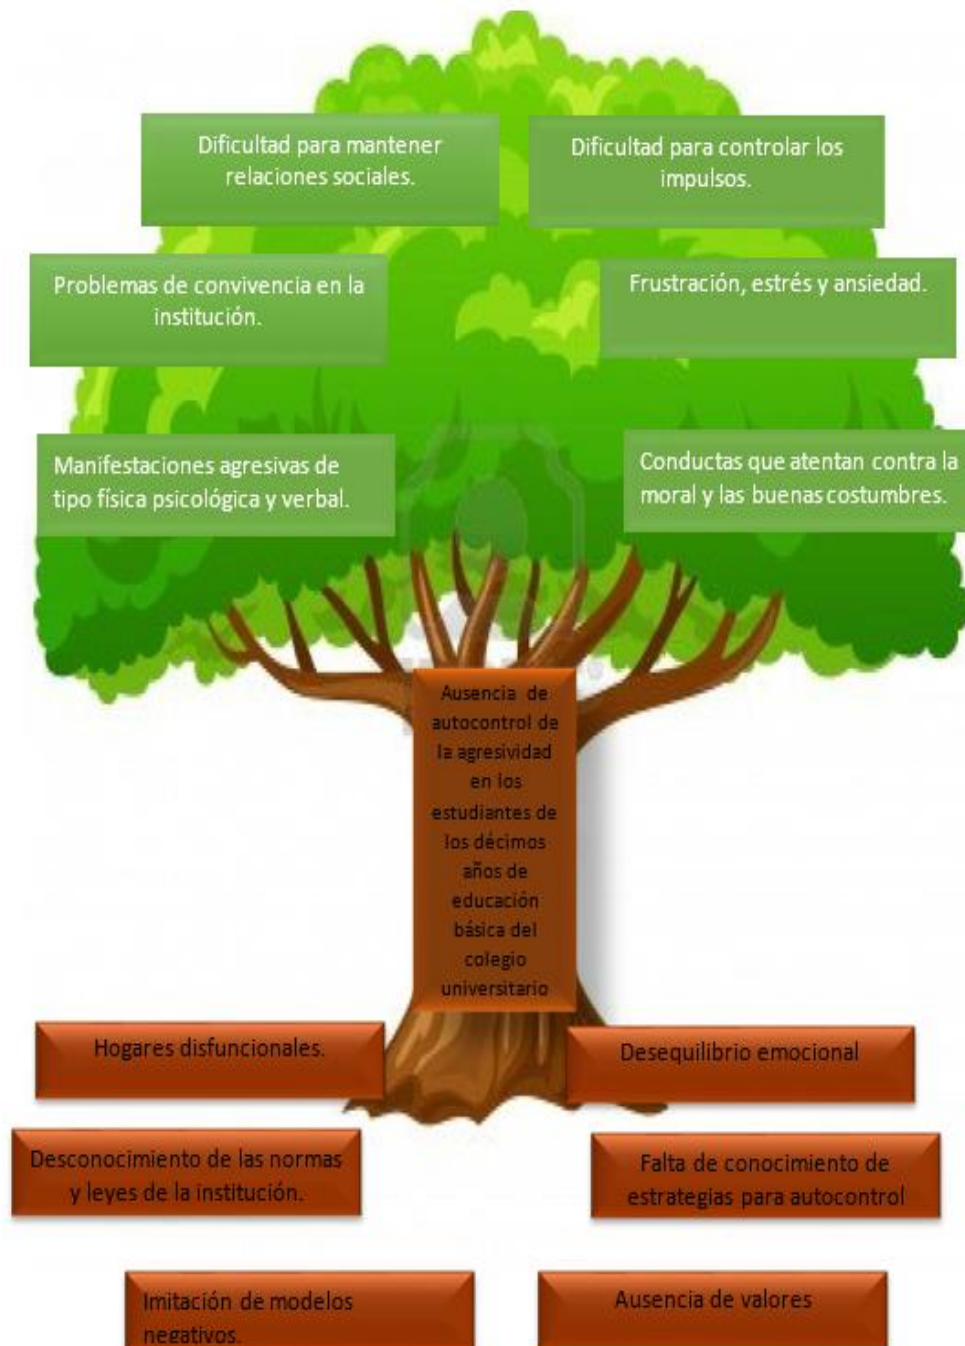 Dificultad para mantener
relaciones sociales.
Dificultad para controlar los
impulsos.
Problemas de convivencia en la
institución.
Frustración, estrés y ansiedad.
Manifestaciones agresivas de
tipo física psicológica y verbal.
Conductas que atentan contra la
moral y las buenas costumbres.
Ausencia de
autocontrol de
la agresividad
en los
estudiantes de
los décimos
años de
educación
básica del
colegio
universitario
Hogares disfuncionales.
Desequilibrio emocional
Desconocimiento de las normas
y leyes de la institución.
Falta de conocimiento de
estrategias para autocontrol
Imitación de modelos
negativos.
Ausencia de valores